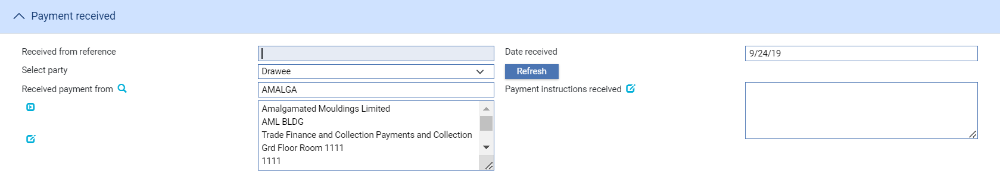 Payment received
Received from reference
Date received
9/24/19
Select party
Drawee
Refresh
Received payment from
AMALGA
Payment instructions received
Amalgamated Mouldings Limited
AML BLDG
Trade Finance and Collection Payments and Collection
Grd Floor Room 1111
1111